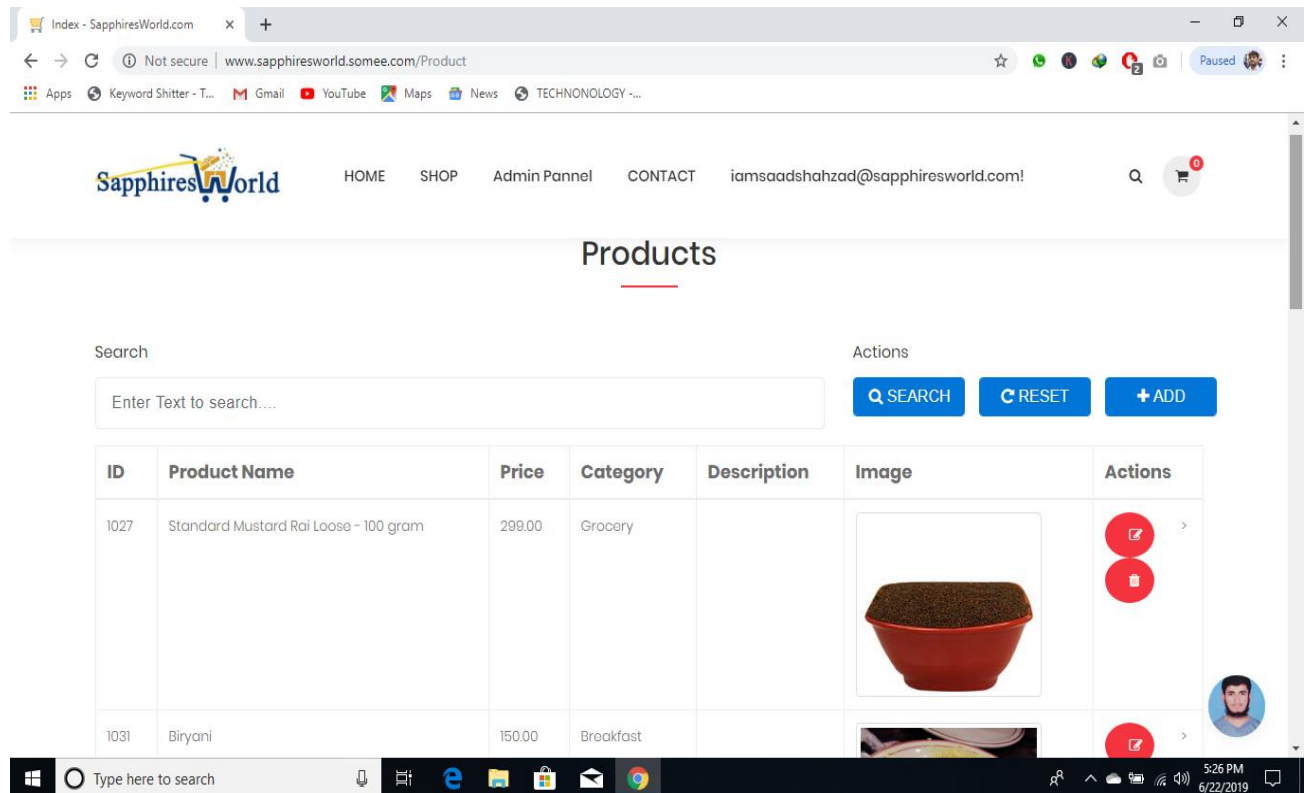 Index - SapphiresWorld.com
Not secure | www.sapphiresworld.somee.com/Product
2
Paused
Apps Keyword Shitter - T... Gmail YouTube Maps News TECHNONOLOGY -...
SapphiresWorld HOME SHOP Admin Pannel CONTACT iamsaadshahzad@sapphiresworld.com! 0
Products
Search Actions
Enter Text to search.... SEARCH RESET ADD
ID Product Name Price Category Description Image Actions
1027 Standard Mustard Rai Loose - 100 gram 299.00 Grocery
1031 Biryani 150.00 Breakfast
Type here to search
5:26 PM
6/22/2019